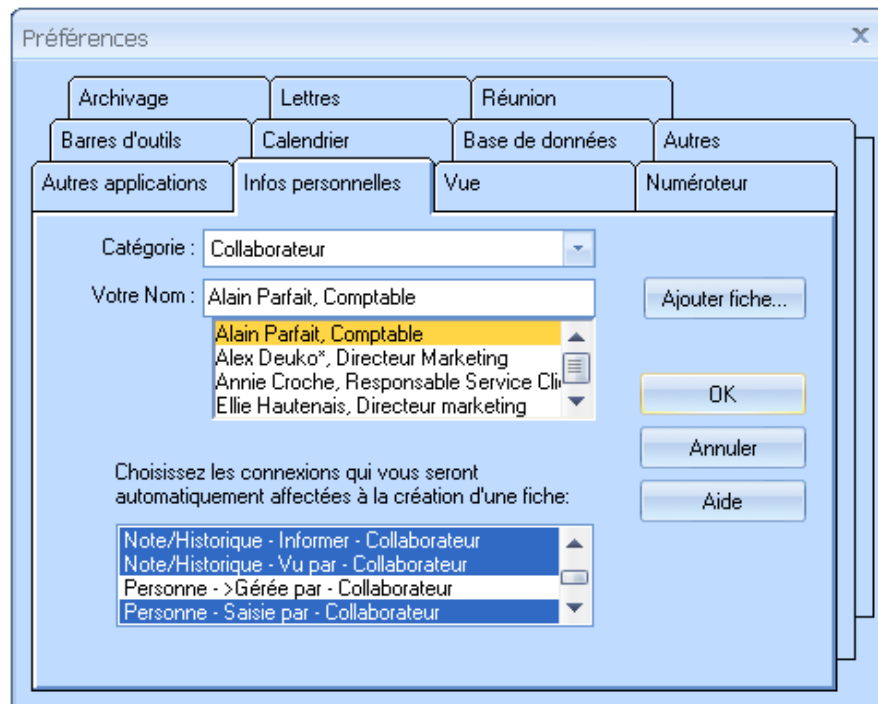 Préférences
Archivage
Lettres
Réunion
Barres d'outils
Calendrier
Base de données
Autres
Autres applications
Infos personnelles
Vue
Numéroteur
Catégorie :
Collaborateur
Votre Nom :
Alain Parfait, Comptable
Ajouter fiche...
Alain Parfait, Comptable
Alex Deuko*, Directeur Marketing
Annie Croche, Responsable Service Cli
Ellie Hautenais, Directeur marketing
OK
Annuler
Aide
Choisissez les connexions qui vous seront
automatiquement affectées à la création d'une fiche:
Note/Historique - Informer - Collaborateur
Note/Historique - Vu par - Collaborateur
Personne - >Gérée par - Collaborateur
Personne - Saisie par - Collaborateur